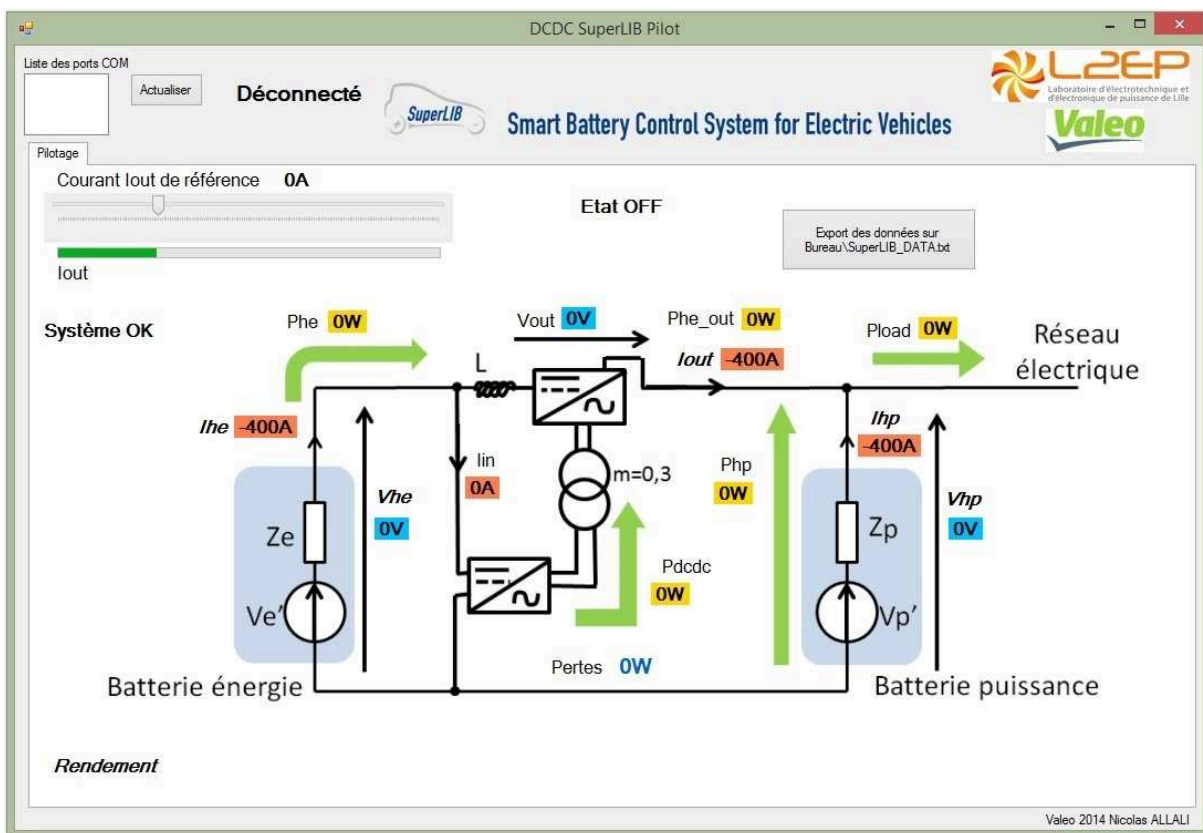 DCDC SuperLIB Pilot
Liste des ports COM
Actualiser
Déconnecté
SuperLIB
Smart Battery Control System for Electric Vehicles
L2EP
Laboratoire d'électrotechnique et
d'électronique de puissance de Lille
Valeo
Pilotage
Courant Iout de référence 0A
Etat OFF
Export des données sur
Bureau\SuperLIB_DATA.txt
Iout
Système OK
Phe 0W
Vout 0V
Phe_out 0W
Pload 0W
Réseau
électrique
L
Iout -400A
Ihe -400A
Ihp
-400A
Iin
0A
m=0,3
Php
0W
Vhe
0V
Vhp
0V
Ze
Zp
Pdcdc
0W
Ve'
Vp'
Pertes 0W
Batterie énergie
Batterie puissance
Rendement
Valeo 2014 Nicolas ALLALI